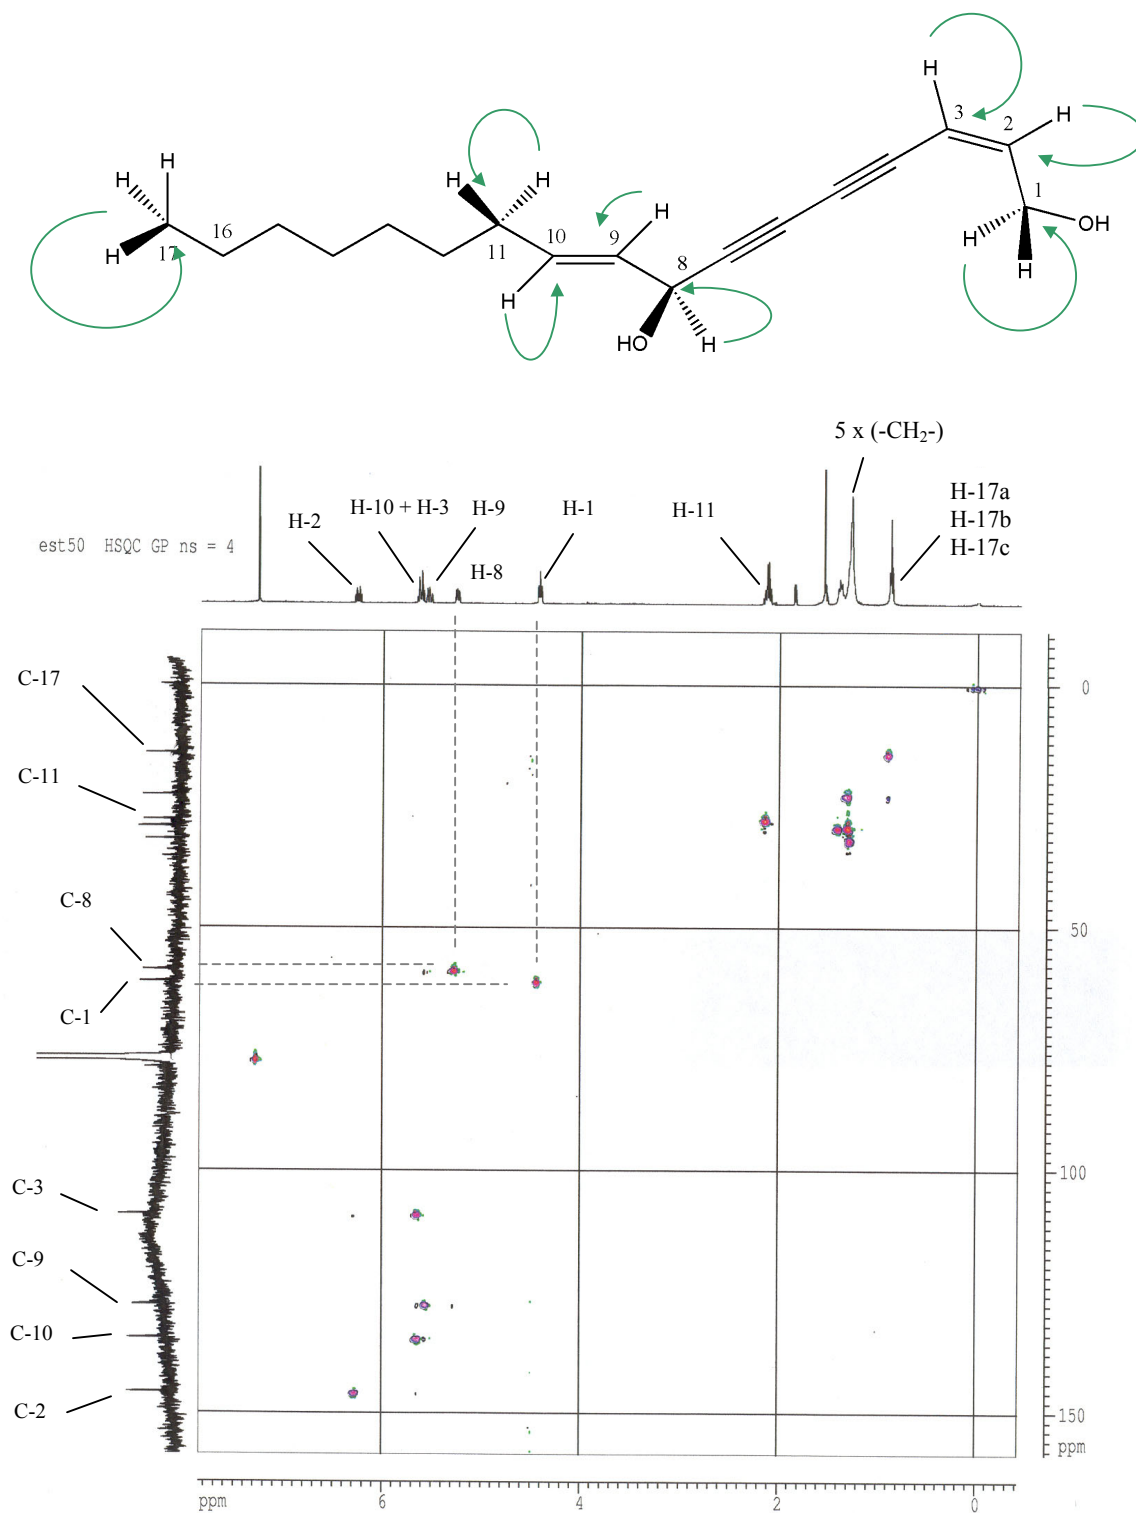 H
3
2
H
1
OH
H
H
H
H
H
17
16
H
H
11
10
9
H
H
8
HO
H
5 x (-CH2-)
est50 HSQC GP ns = 4
H-2
H-10 + H-3
H-9
H-8
H-1
H-11
H-17a
H-17b
H-17c
C-17
C-11
C-8
C-1
C-3
C-9
C-10
C-2
0
50
100
150
ppm
ppm 6 4 2 0